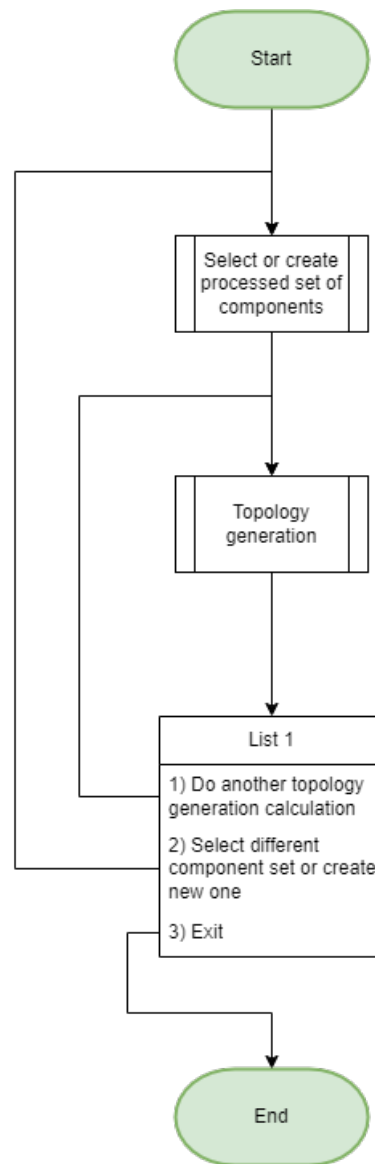 Start
Select or create
processed set of
components
Topology
generation
List 1
1) Do another topology
generation calculation
2) Select different
component set or create
new one
3) Exit
End